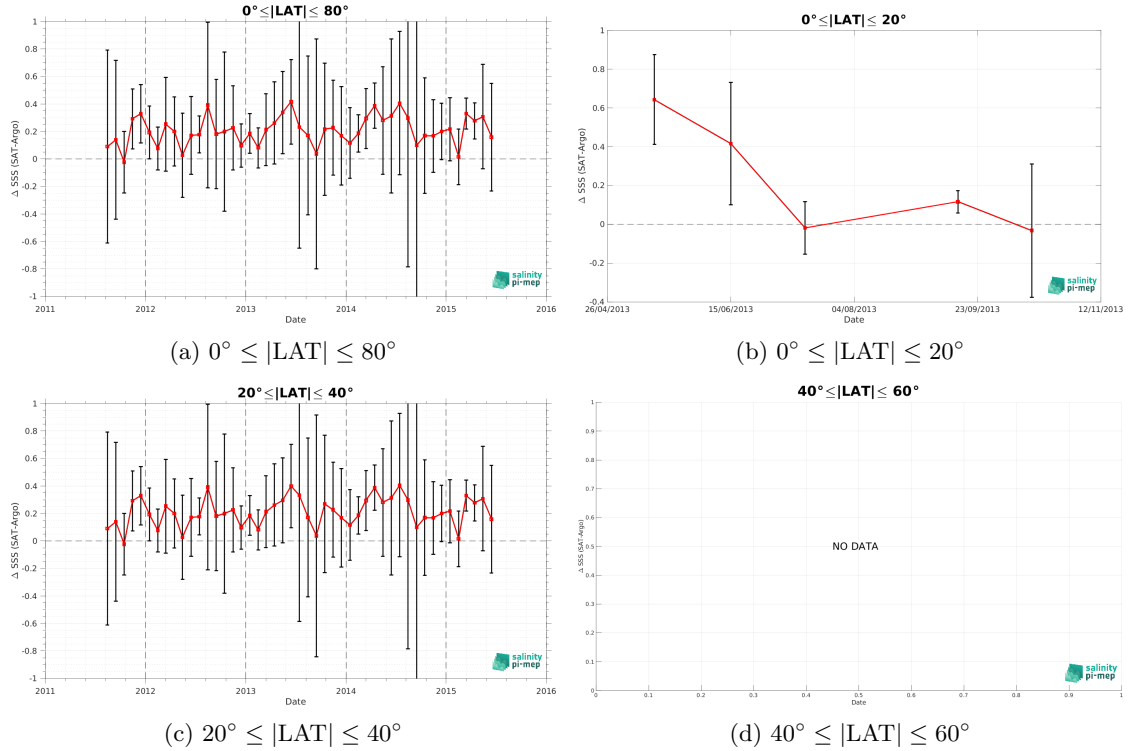 0°≤|LAT|≤ 80°
Δ SSS (SAT-Argo)
1
0.8
0.6
0.4
0.2
0
-0.2
-0.4
-0.6
-0.8
-1
2011 2012 2013 2014 2015 2016
Date
salinity
pi-mep
(a) 0° ≤ |LAT| ≤ 80°
0°≤|LAT|≤ 20°
Δ SSS (SAT-Argo)
1
0.8
0.6
0.4
0.2
0
-0.2
-0.4
26/04/2013 15/06/2013 04/08/2013 23/09/2013 12/11/2013
Date
salinity
pi-mep
(b) 0° ≤ |LAT| ≤ 20°
20°≤|LAT|≤ 40°
Δ SSS (SAT-Argo)
1
0.8
0.6
0.4
0.2
0
-0.2
-0.4
-0.6
-0.8
-1
2011 2012 2013 2014 2015 2016
Date
salinity
pi-mep
(c) 20° ≤ |LAT| ≤ 40°
40°≤|LAT|≤ 60°
Δ SSS (SAT-Argo)
1
0.9
0.8
0.7
0.6
0.5
0.4
0.3
0.2
0.1
0
NO DATA
0 0.1 0.2 0.3 0.4 0.5 0.6 0.7 0.8 0.9 1
Date
salinity
pi-mep
(d) 40° ≤ |LAT| ≤ 60°